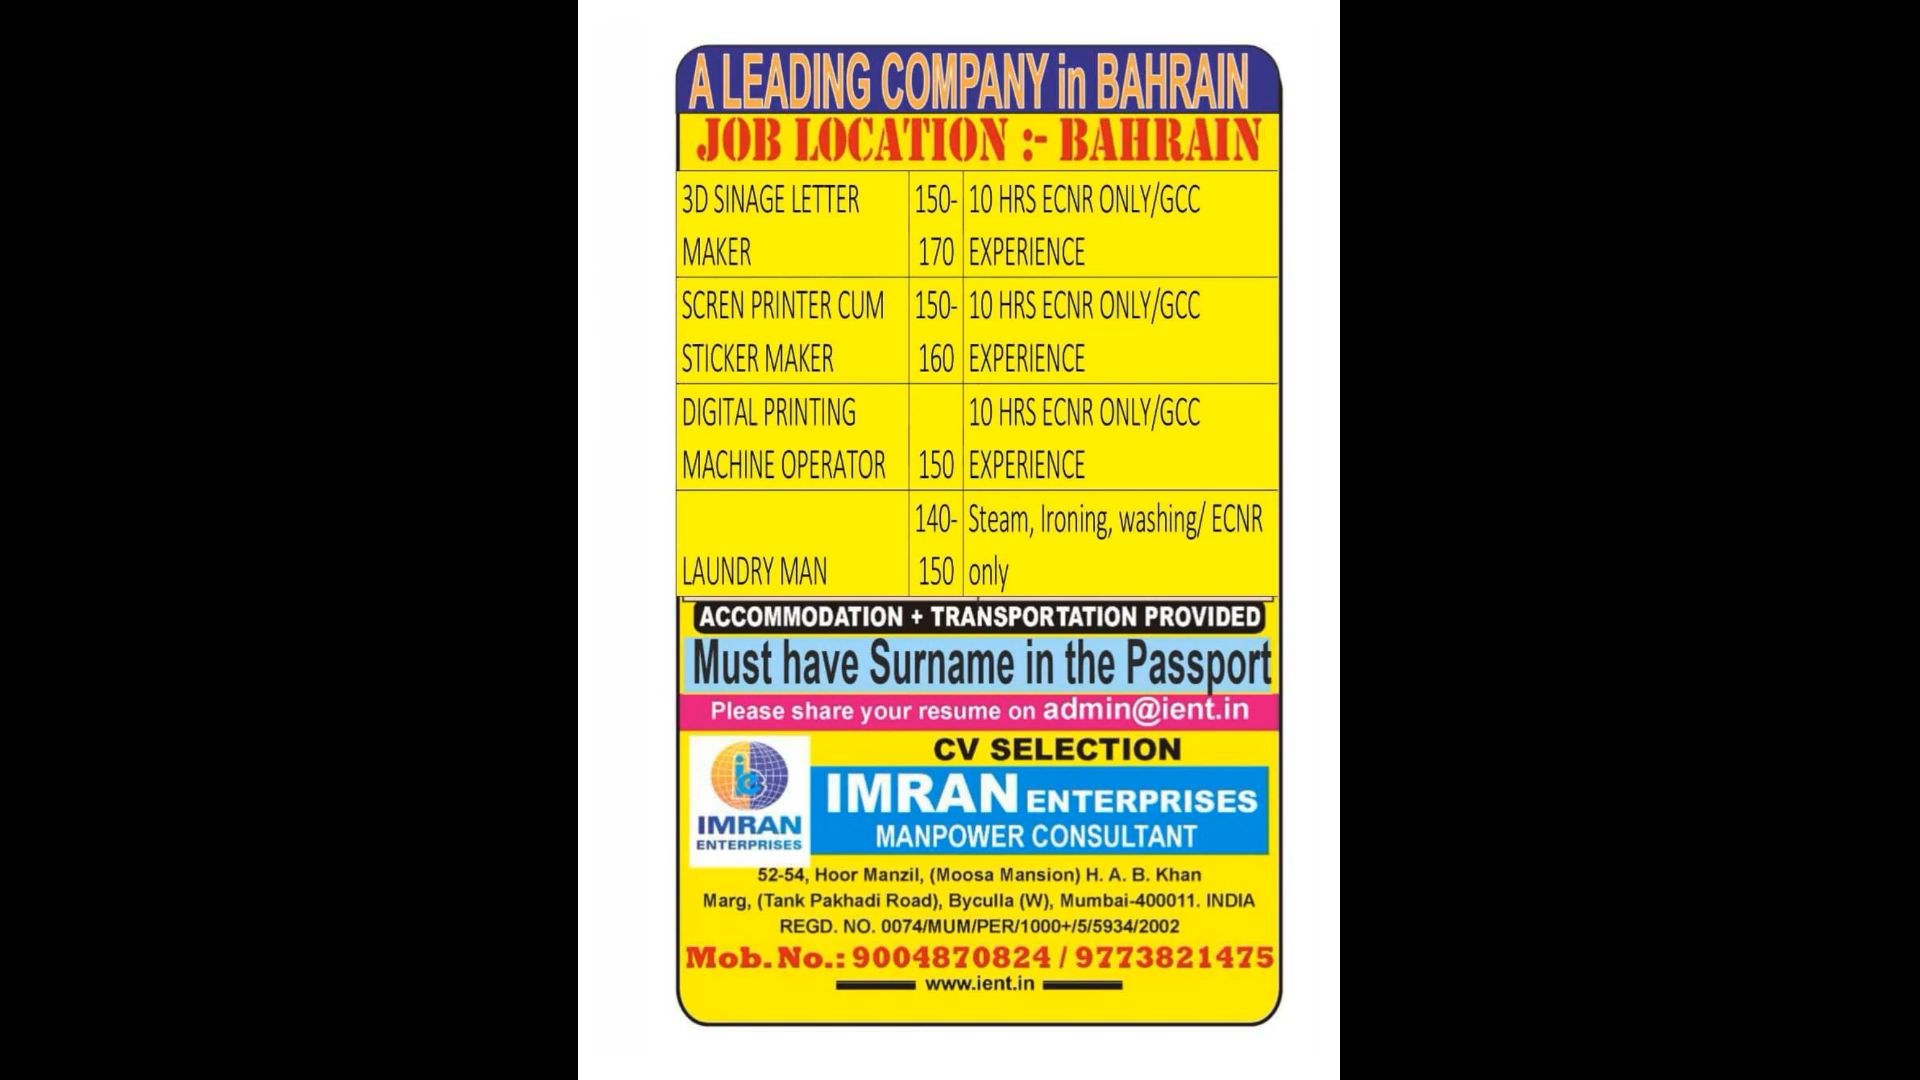 A LEADING COMPANY in BAHRAIN
JOB LOCATION :- BAHRAIN
3D SINAGE LETTER MAKER 150-170 10 HRS ECNR ONLY/GCC EXPERIENCE
SCREN PRINTER CUM STICKER MAKER 150-160 10 HRS ECNR ONLY/GCC EXPERIENCE
DIGITAL PRINTING MACHINE OPERATOR 150 10 HRS ECNR ONLY/GCC EXPERIENCE
LAUNDRY MAN 140-150 Steam, Ironing, washing/ ECNR only
ACCOMMODATION + TRANSPORTATION PROVIDED
Must have Surname in the Passport
Please share your resume on admin@ient.in
CV SELECTION
IMRAN ENTERPRISES
MANPOWER CONSULTANT
IMRAN
ENTERPRISES
52-54, Hoor Manzil, (Moosa Mansion) H. A. B. Khan
Marg, (Tank Pakhadi Road), Byculla (W), Mumbai-400011. INDIA
REGD. NO. 0074/MUM/PER/1000+/5/5934/2002
Mob. No.: 9004870824 / 9773821475
www.ient.in